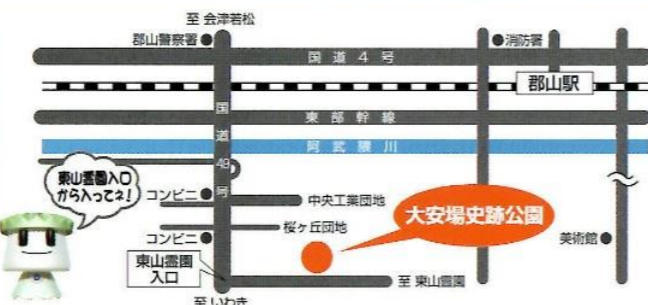 至 会津若松
郡山警察署
消防署
国道4号
郡山駅
東部幹線
阿武隈川
国道49号
東山霊園入口
から入ってネ!
コンビニ
中央工業団地
大安場史跡公園
桜ヶ丘団地
コンビニ
美術館
東山霊園
入口
至 東山霊園
至 いわき